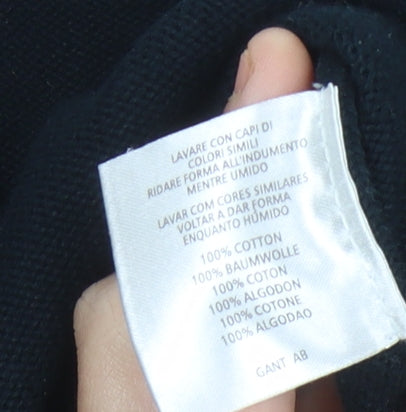 LAVARE CON CAPI DI
COLORI SIMILI
RIDARE FORMA ALL'INDUMENTO
MENTRE UMIDO
LAVAR COM CORES SIMILARES
VOLTAR A DAR FORMA
ENQUANTO HÚMIDO
100% COTTON
100% BAUMWOLLE
100% COTON
100% ALGODON
100% COTONE
100% ALGODAO
GANT AB